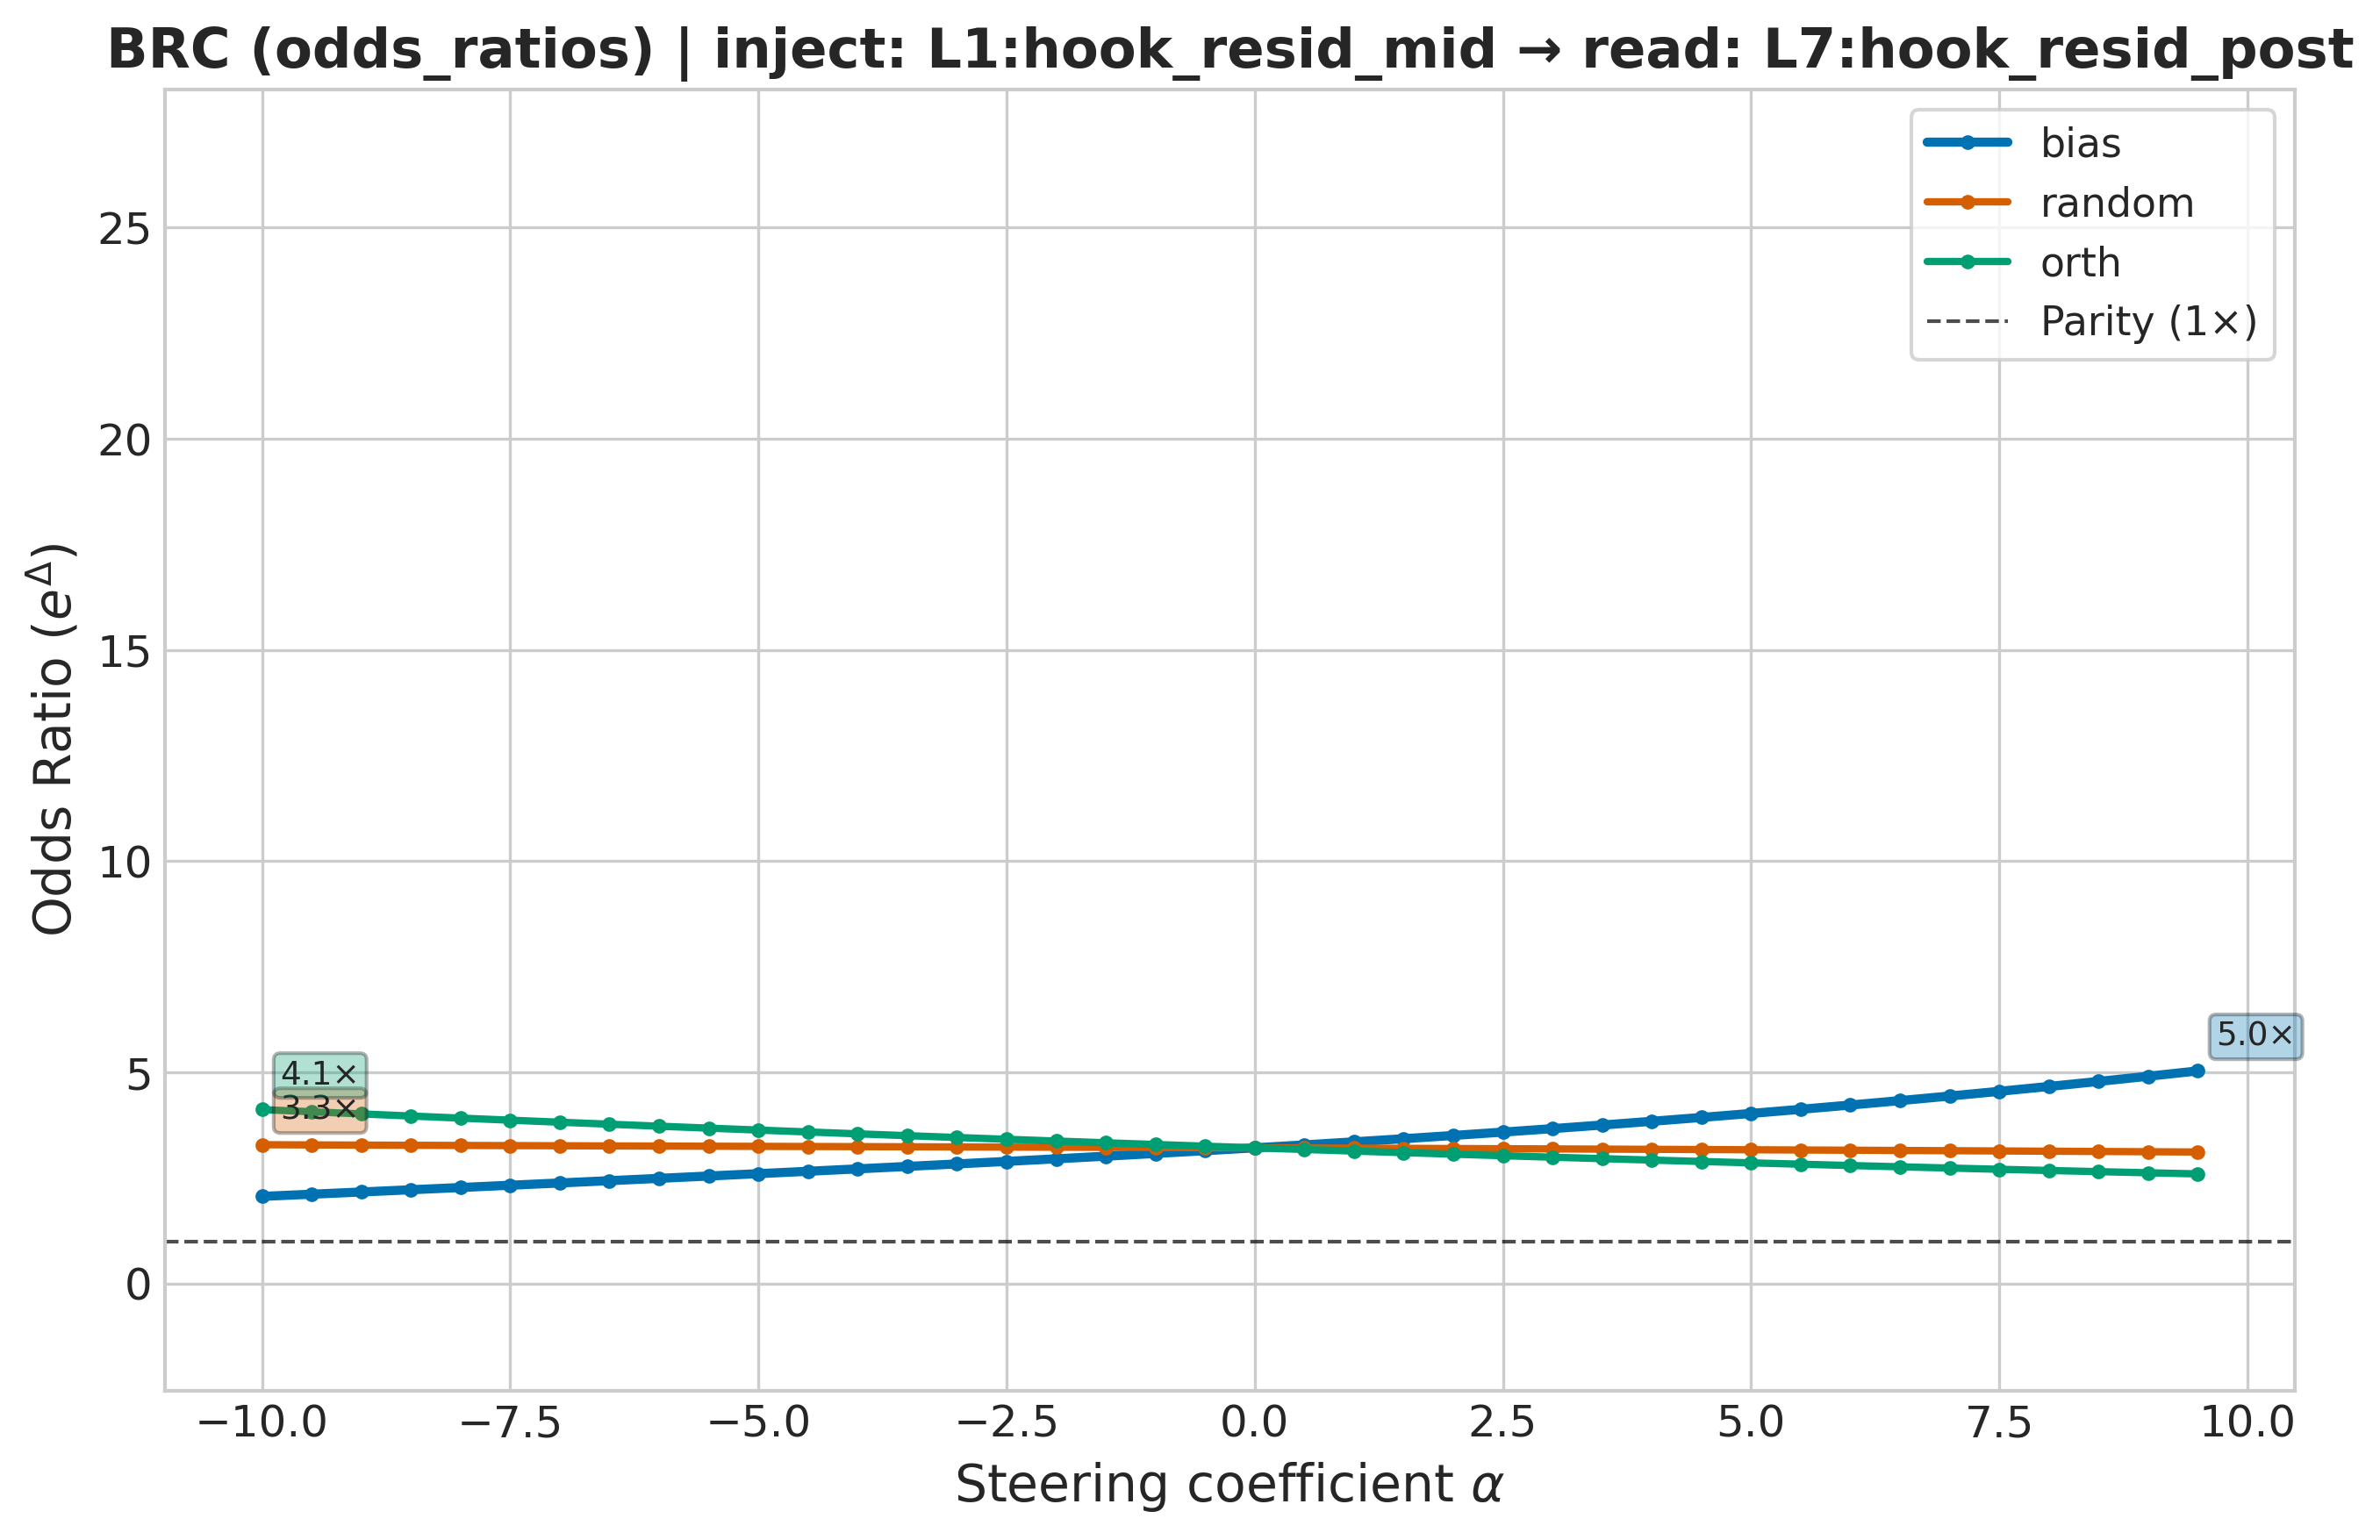 BRC (odds_ratios) | inject: L1:hook_resid_mid → read: L7:hook_resid_post
bias
random
orth
Parity (1×)
Odds Ratio (e^Δ)
25
20
15
10
5
0
4.1×
3.3×
5.0×
−10.0 −7.5 −5.0 −2.5 0.0 2.5 5.0 7.5 10.0
Steering coefficient α